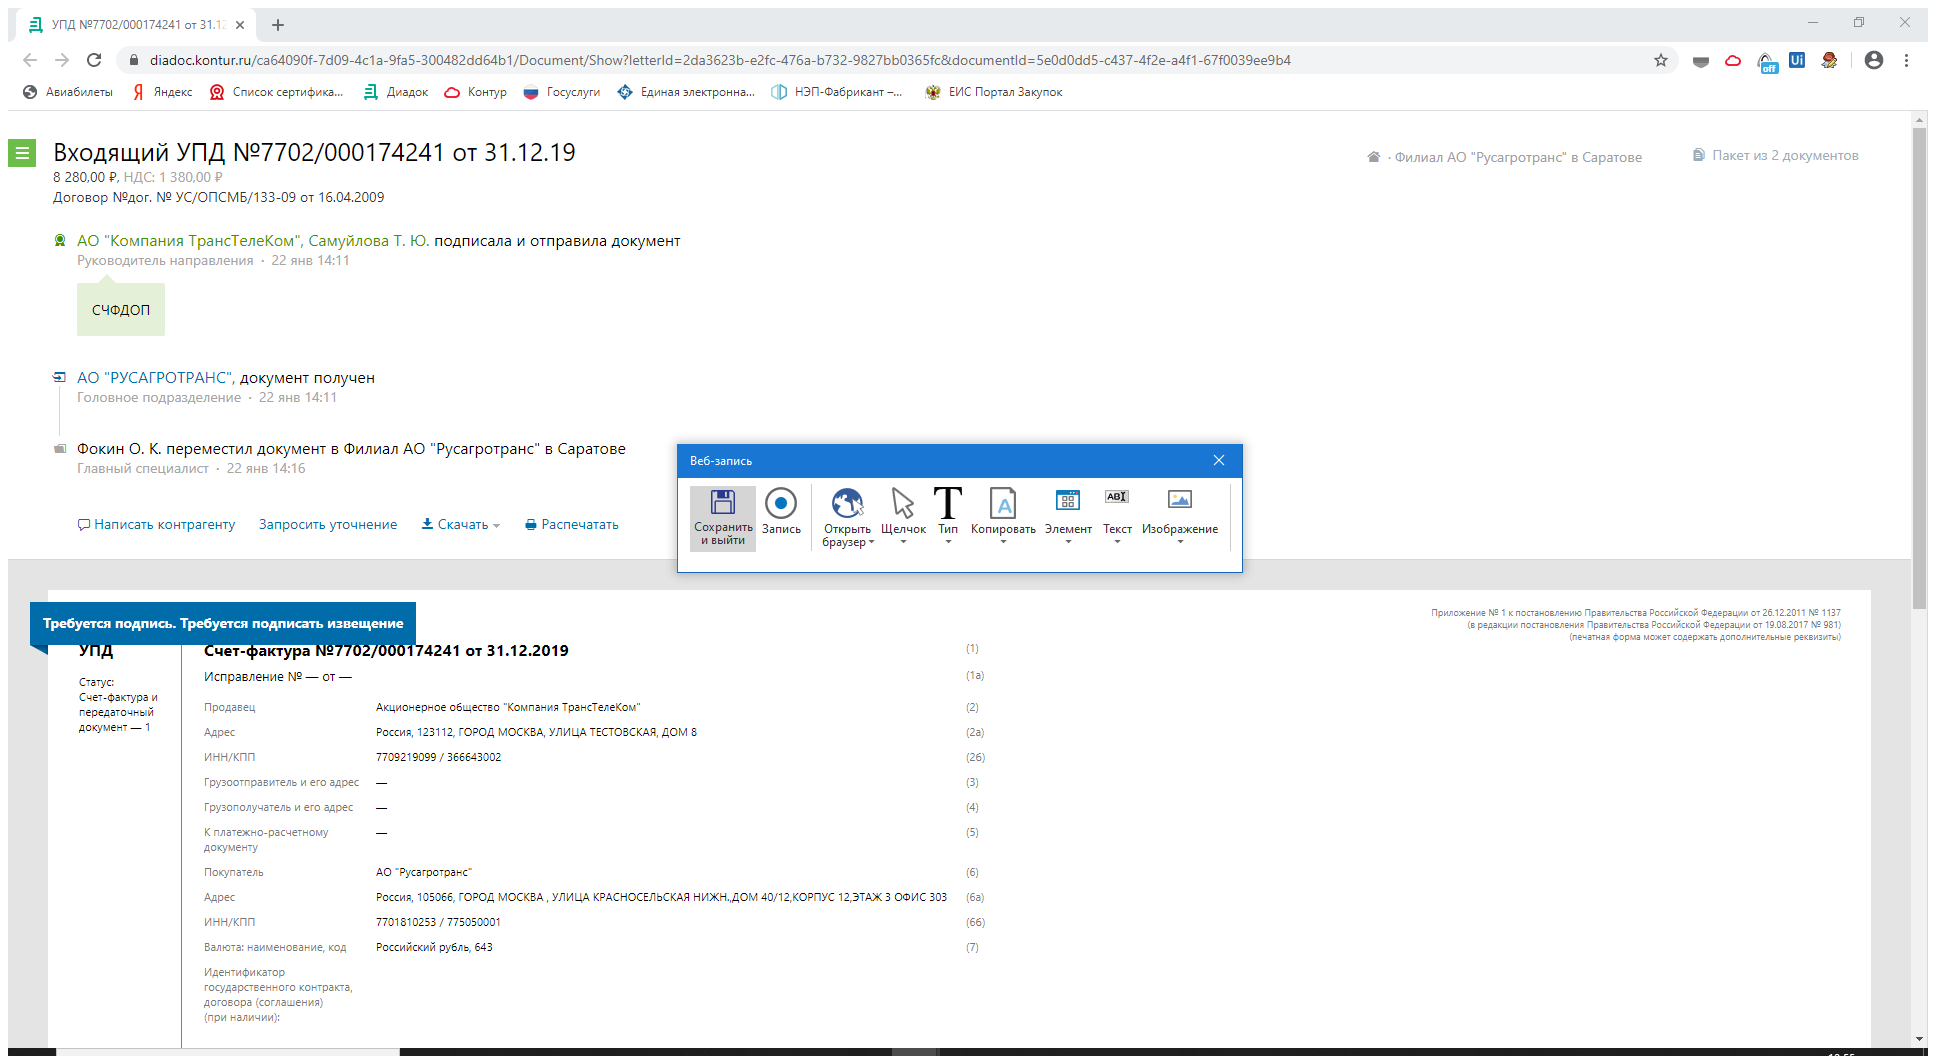 УПД №7702/000174241 от 31.12
diadoc.kontur.ru/ca64090f-7d09-4c1a-9fa5-300482dd64b1/Document/Show?letterId=2da3623b-e2fc-476a-b732-9827bb0365fc&documentId=5e0d0dd5-c437-4f2e-a4f1-67f0039ee9b4
off
Ui
Авиабилеты Яндекс Список сертифика... Диадок Контур Госуслуги Единая электронна... НЭП-Фабрикант –... ЕИС Портал Закупок
Входящий УПД №7702/000174241 от 31.12.19
· Филиал АО "Русагротранс" в Саратове
Пакет из 2 документов
8 280,00 ₽, НДС: 1 380,00 ₽
Договор №дог. № УС/ОПСМБ/133-09 от 16.04.2009
АО "Компания ТрансТелеКом", Самуйлова Т. Ю. подписала и отправила документ
Руководитель направления · 22 янв 14:11
СЧФДОП
АО "РУСАГРОТРАНС", документ получен
Головное подразделение · 22 янв 14:11
Фокин О. К. переместил документ в Филиал АО "Русагротранс" в Саратове
Главный специалист · 22 янв 14:16
Написать контрагенту Запросить уточнение Скачать Распечатать
Веб-запись
Сохранить и выйти
Запись
Открыть браузер
Щелчок
Тип
Копировать
Элемент
Текст
Изображение
Требуется подпись. Требуется подписать извещение
Приложение № 1 к постановлению Правительства Российской Федерации от 26.12.2011 № 1137
(в редакции постановления Правительства Российской Федерации от 19.08.2017 № 981)
(печатная форма может содержать дополнительные реквизиты)
УПД
Статус:
Счет-фактура и
передаточный
документ — 1
Счет-фактура №7702/000174241 от 31.12.2019 (1)
Исправление № — от — (1а)
Продавец Акционерное общество "Компания ТрансТелеКом" (2)
Адрес Россия, 123112, ГОРОД МОСКВА, УЛИЦА ТЕСТОВСКАЯ, ДОМ 8 (2а)
ИНН/КПП 7709219099 / 366643002 (2б)
Грузоотправитель и его адрес — (3)
Грузополучатель и его адрес — (4)
К платежно-расчетному — (5)
документу
Покупатель АО "Русагротранс" (6)
Адрес Россия, 105066, ГОРОД МОСКВА , УЛИЦА КРАСНОСЕЛЬСКАЯ НИЖН.,ДОМ 40/12,КОРПУС 12,ЭТАЖ 3 ОФИС 303 (6а)
ИНН/КПП 7701810253 / 775050001 (6б)
Валюта: наименование, код Российский рубль, 643 (7)
Идентификатор
государственного контракта,
договора (соглашения)
(при наличии):